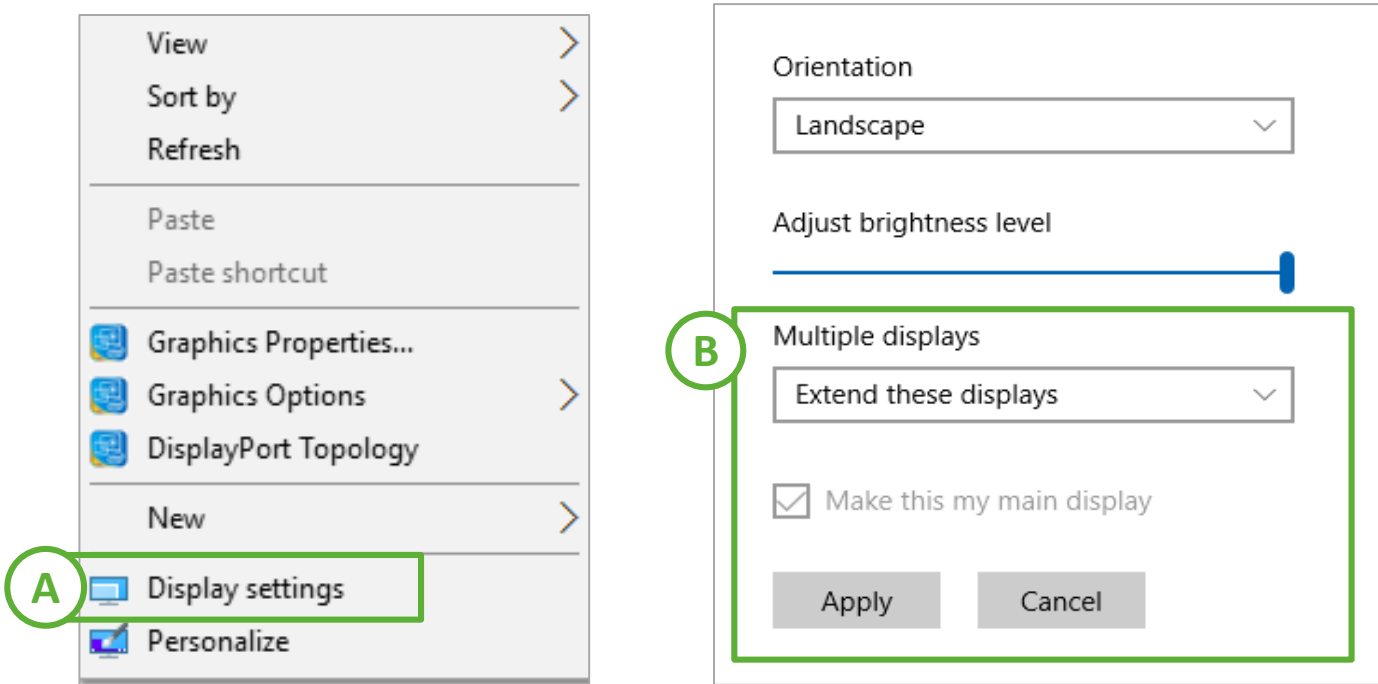 View
Sort by
Refresh
Paste
Paste shortcut
Graphics Properties...
Graphics Options
DisplayPort Topology
New
A
Display settings
Personalize
Orientation
Landscape
Adjust brightness level
B
Multiple displays
Extend these displays
Make this my main display
Apply
Cancel